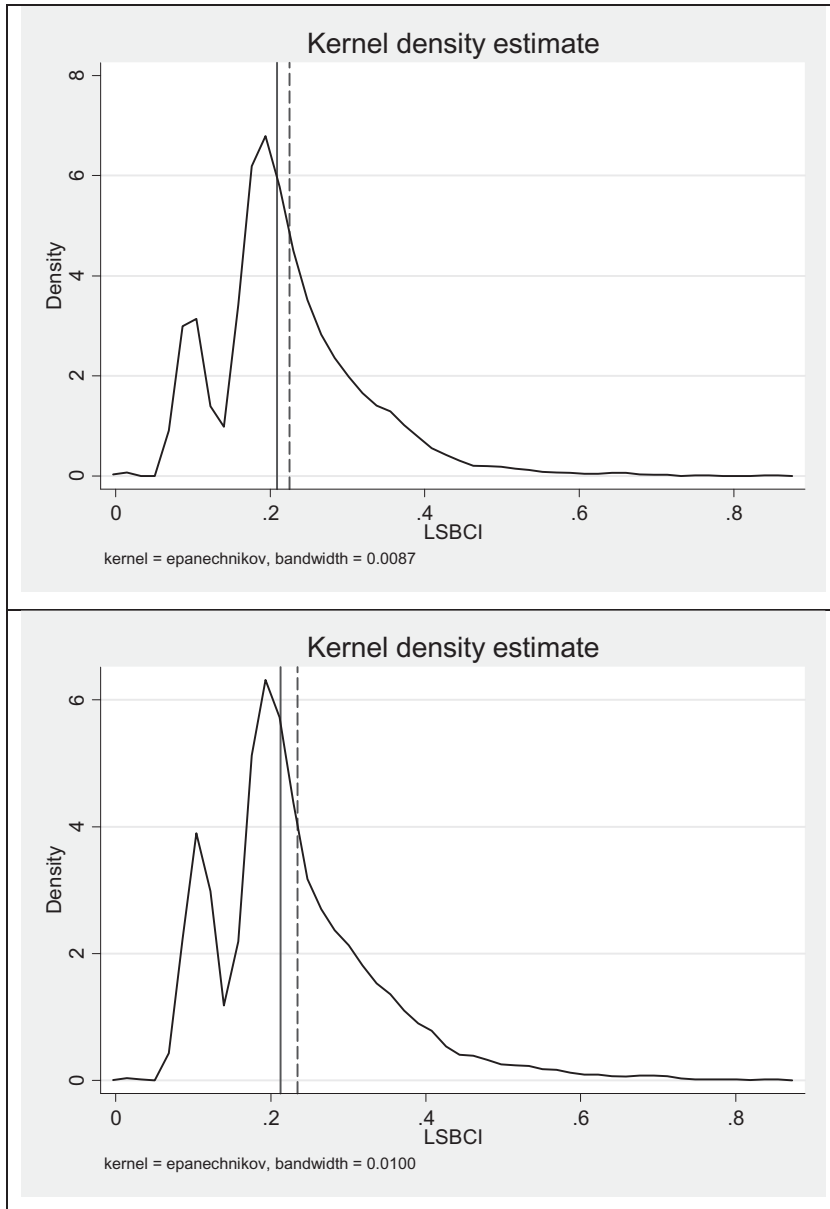 Kernel density estimate
8
6
4
2
0
Density
0 .2 .4 .6 .8
LSBCI
kernel = epanechnikov, bandwidth = 0.0087
Kernel density estimate
6
4
2
0
Density
0 .2 .4 .6 .8
LSBCI
kernel = epanechnikov, bandwidth = 0.0100